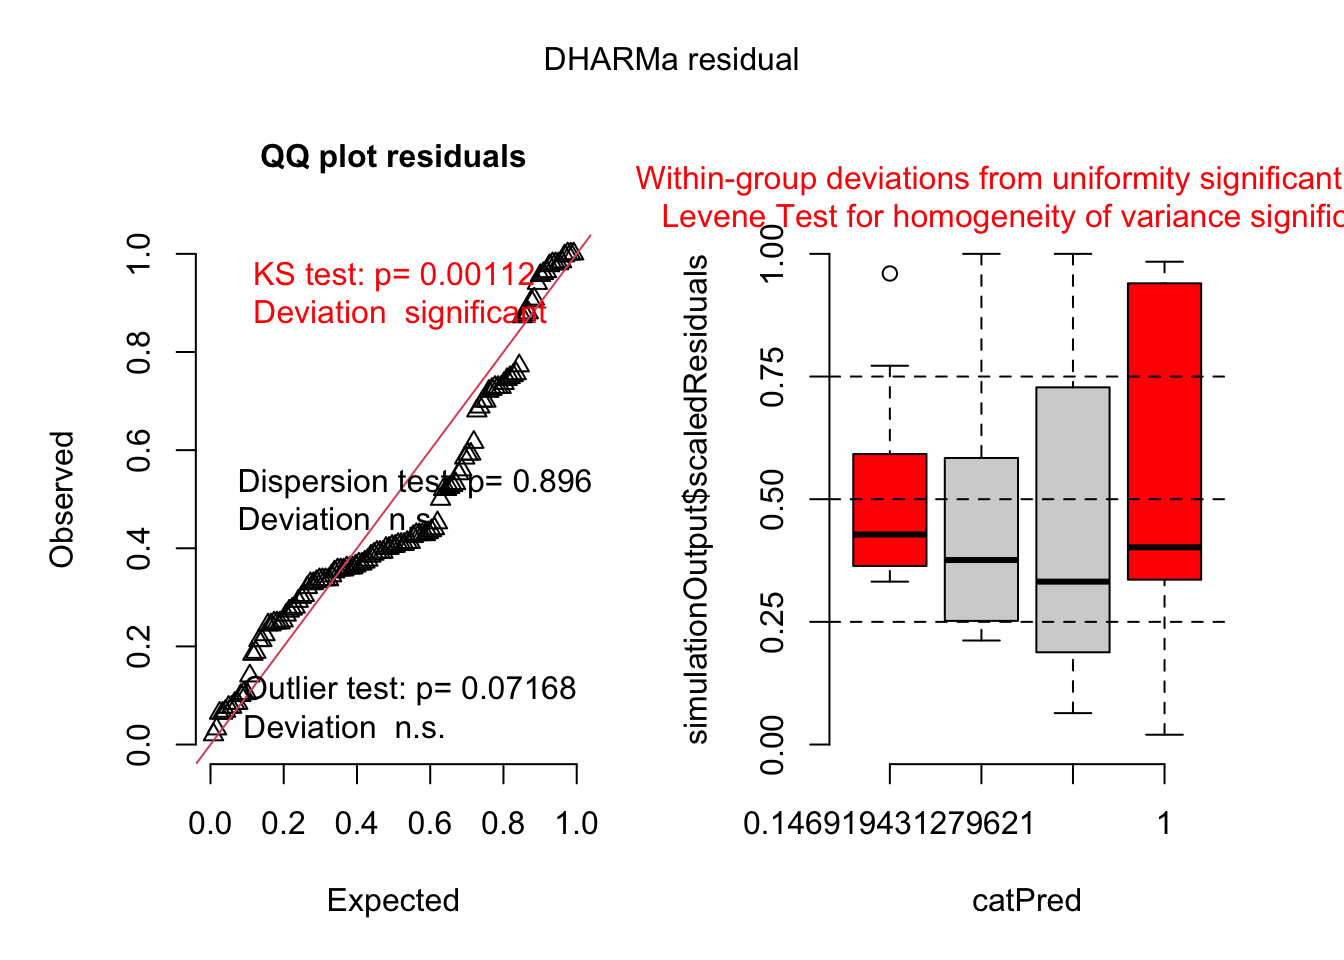 DHARMa residual
QQ plot residuals
KS test: p= 0.00112
Deviation  significant
Dispersion test: p= 0.896
Deviation  n.s.
Outlier test: p= 0.07168
Deviation  n.s.
Observed
0.0
0.2
0.4
0.6
0.8
1.0
0.0 0.2 0.4 0.6 0.8 1.0
Expected
Within-group deviations from uniformity significant
Levene Test for homogeneity of variance signific
simulationOutput$scaledResiduals
0.00
0.25
0.50
0.75
1.00
0.146919431279621 1
catPred